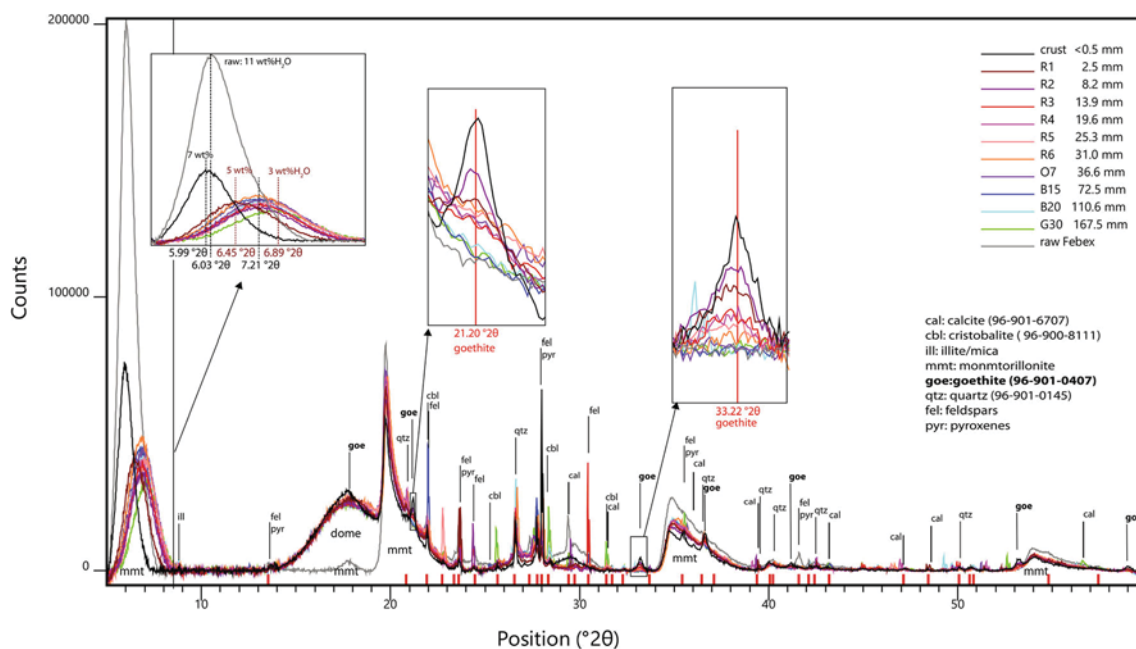 200000
100000
0
Counts
10
20
30
40
50
Position (°2θ)
raw: 11 wt%H₂O
7 wt%
5 wt%
3 wt%H₂O
5.99 °2θ
6.45 °2θ
6.89 °2θ
6.03 °2θ
7.21 °2θ
21.20 °2θ
goethite
33.22 °2θ
goethite
crust <0.5 mm
R1 2.5 mm
R2 8.2 mm
R3 13.9 mm
R4 19.6 mm
R5 25.3 mm
R6 31.0 mm
O7 36.6 mm
B15 72.5 mm
B20 110.6 mm
G30 167.5 mm
raw Febex
cal: calcite (96-901-6707)
cbl: cristobalite ( 96-900-8111)
ill: illite/mica
mmt: monmtorillonite
goe:goethite (96-901-0407)
qtz: quartz (96-901-0145)
fel: feldspars
pyr: pyroxenes
mmt
ill
fel
pyr
goe
dome
mmt
mmt
qtz
goe
cbl
fel
fel
pyr
fel
cbl
qtz
fel
pyr
cbl
cal
fel
cbl
cal
goe
mmt
fel
pyr
cal
qtz
goe
cal
qtz
qtz
goe
fel
pyr
qtz
cal
cal
cal
qtz
goe
mmt
cal
goe